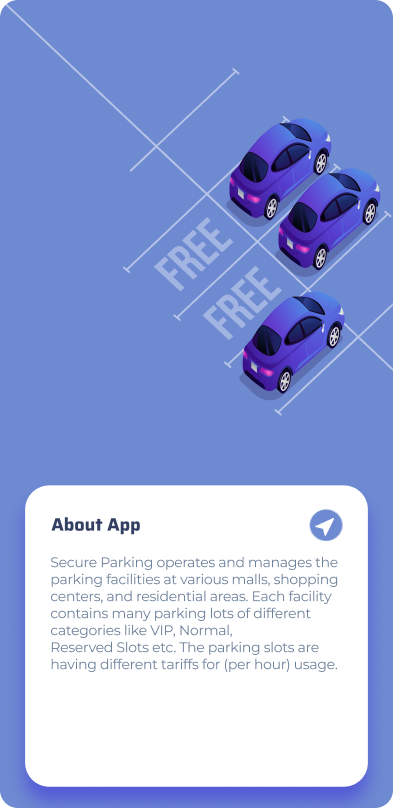 FREE
FREE
About App
Secure Parking operates and manages the
parking facilities at various malls, shopping
centers, and residential areas. Each facility
contains many parking lots of different
categories like VIP, Normal,
Reserved Slots etc. The parking slots are
having different tariffs for (per hour) usage.